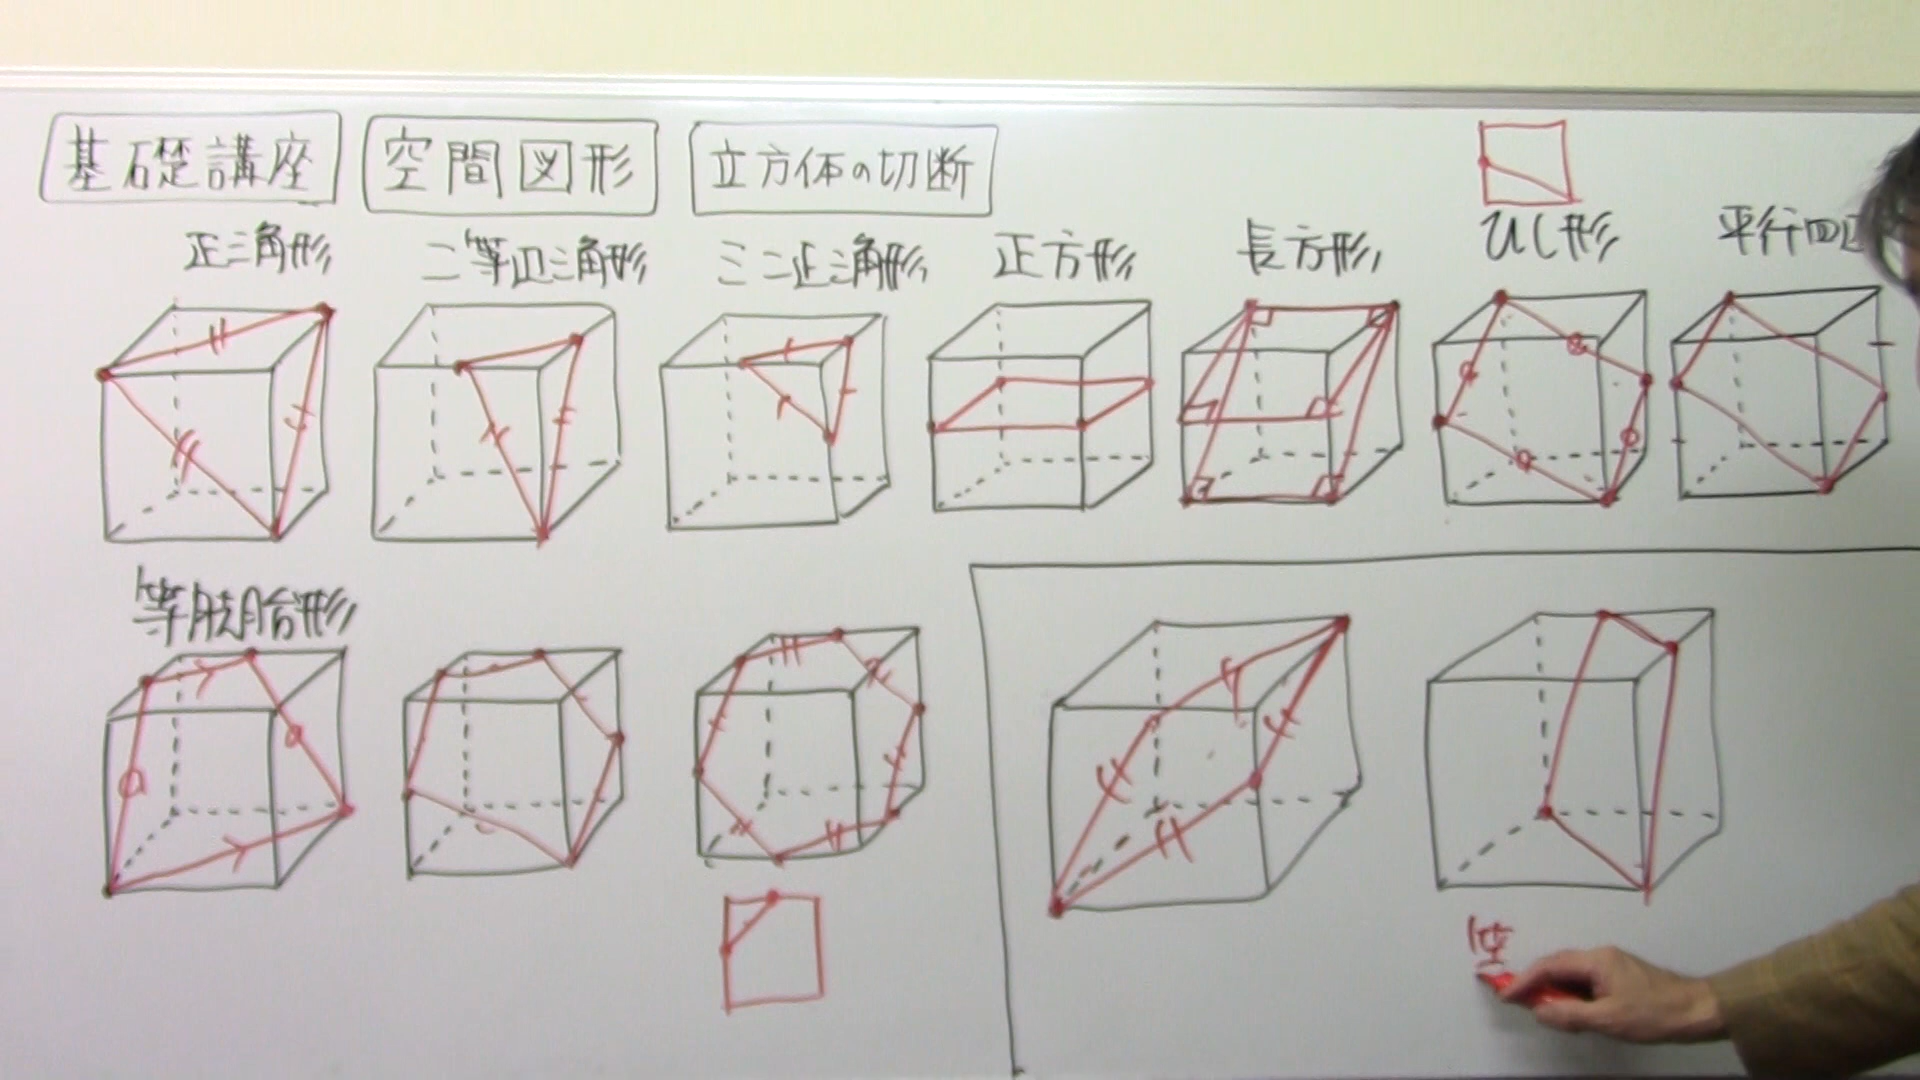 基礎講座 空間図形 立方体の切断
正三角形 二等辺三角形 ミニ正三角形 正方形 長方形 ひし形 平行四辺
等脚台形